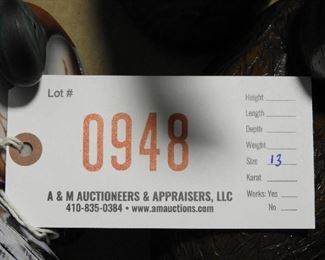 Lot #
0948
A & M AUCTIONEERS & APPRAISERS, LLC
410-835-0384 • www.amauctions.com
Height
Length
Depth
Weight
Size 13
Karat
Works: Yes
No